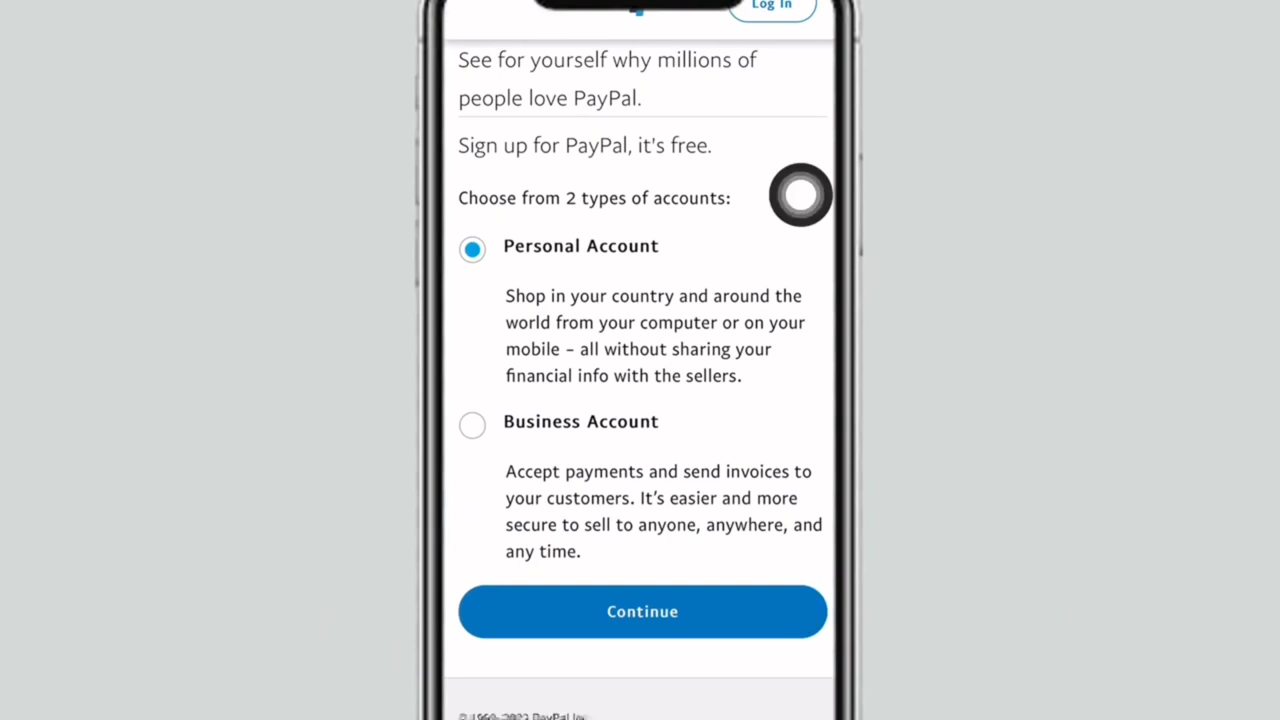 Log In
See for yourself why millions of
people love PayPal.
Sign up for PayPal, it's free.
Choose from 2 types of accounts:
Personal Account
Shop in your country and around the
world from your computer or on your
mobile – all without sharing your
financial info with the sellers.
Business Account
Accept payments and send invoices to
your customers. It's easier and more
secure to sell to anyone, anywhere, and
any time.
Continue
PayPal